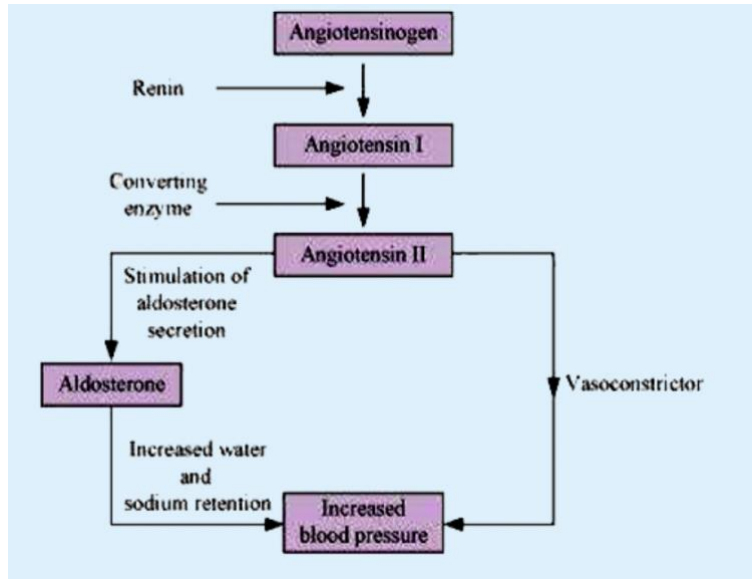 Angiotensinogen
Renin
Angiotensin I
Converting
enzyme
Angiotensin II
Stimulation of
aldosterone
secretion
Aldosterone
Vasoconstrictor
Increased water
and
sodium retention
Increased
blood pressure